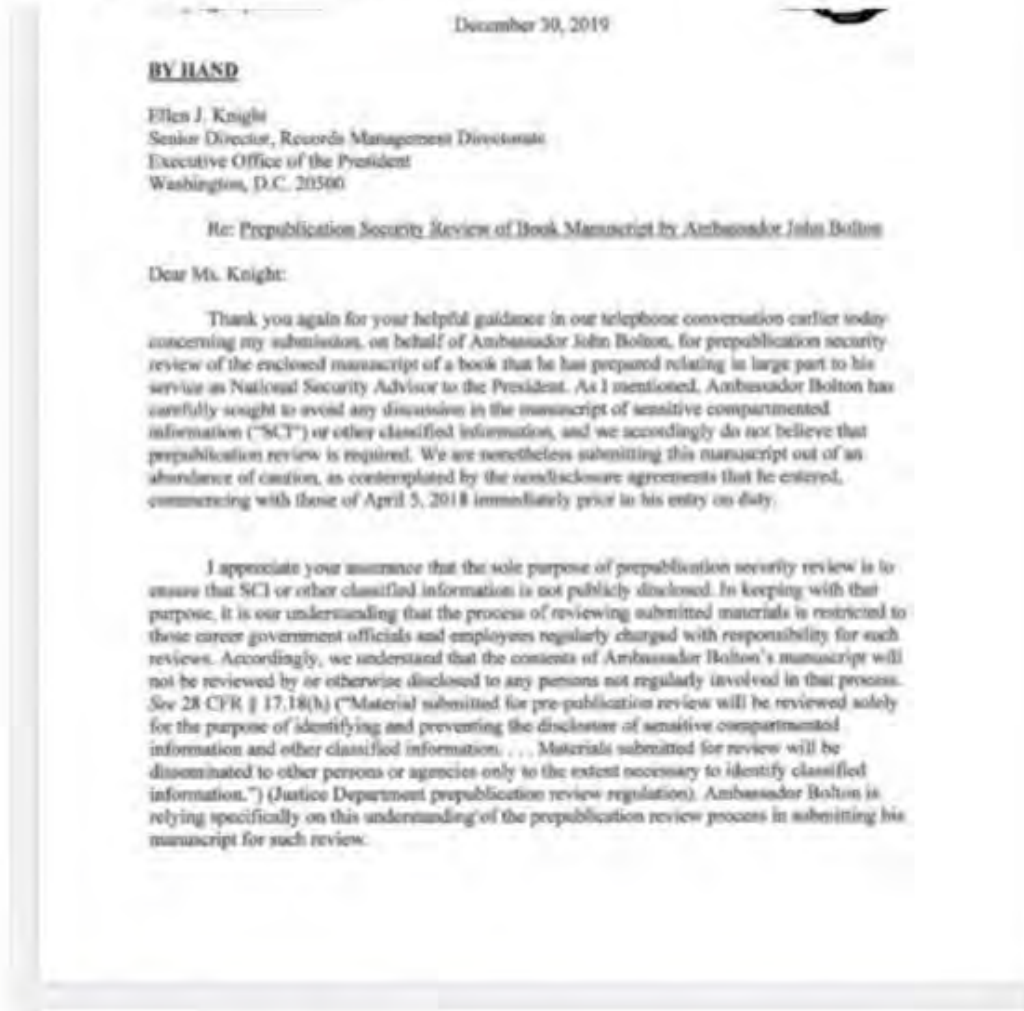 December 30, 2019
BY HAND
Ellen J. Knight
Senior Director, Records Management Directorate
Executive Office of the President
Washington, D.C. 20500
Re: Prepublication Security Review of Book Manuscript by Ambassador John Bolton
Dear Ms. Knight:
Thank you again for your helpful guidance in our telephone conversation earlier today
concerning my submission, on behalf of Ambassador John Bolton, for prepublication security
review of the enclosed manuscript of a book that he has prepared relating in large part to his
service as National Security Advisor to the President. As I mentioned, Ambassador Bolton has
carefully sought to avoid any discussion in the manuscript of sensitive compartmented
information ("SCI") or other classified information, and we accordingly do not believe that
prepublication review is required. We are nonetheless submitting this manuscript out of an
abundance of caution, as contemplated by the nondisclosure agreements that he entered,
commencing with those of April 5, 2018 immediately prior to his entry on duty.
I appreciate your assurance that the sole purpose of prepublication security review is to
ensure that SCI or other classified information is not publicly disclosed. In keeping with that
purpose, it is our understanding that the process of reviewing submitted materials is restricted to
those career government officials and employees regularly charged with responsibility for such
reviews. Accordingly, we understand that the contents of Ambassador Bolton's manuscript will
not be reviewed by or otherwise disclosed to any persons not regularly involved in that process.
See 28 CFR § 17.18(h) ("Material submitted for pre-publication review will be reviewed solely
for the purpose of identifying and preventing the disclosure of sensitive compartmented
information and other classified information. . . . Materials submitted for review will be
disseminated to other persons or agencies only to the extent necessary to identify classified
information.") (Justice Department prepublication review regulation). Ambassador Bolton is
relying specifically on this understanding of the prepublication review process in submitting his
manuscript for such review.